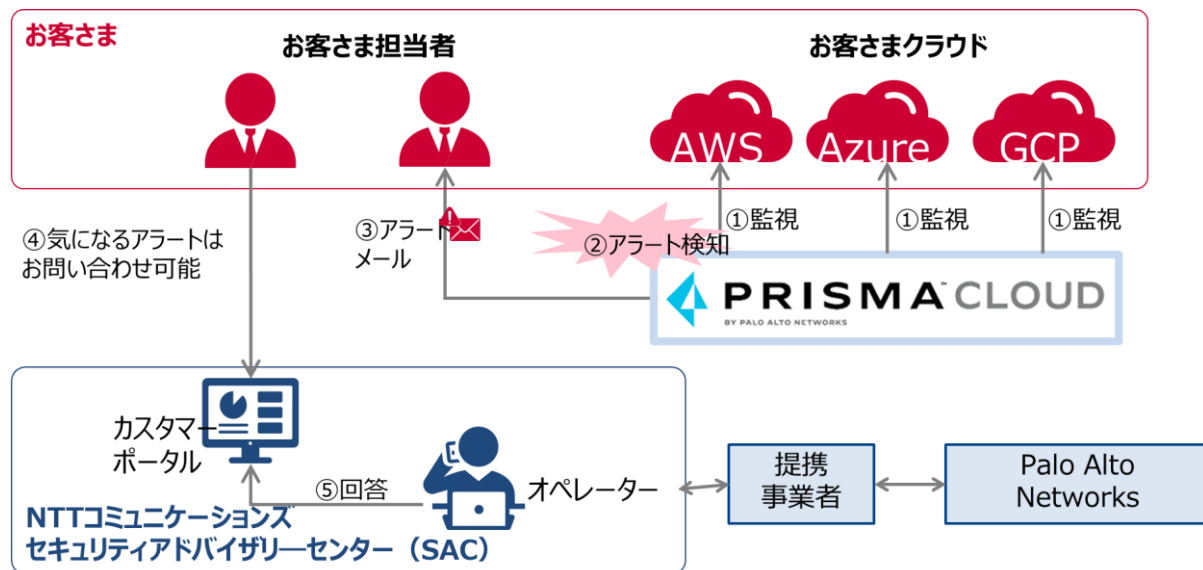 お客さま
お客さま担当者
お客さまクラウド
AWS
Azure
GCP
④気になるアラートは
お問い合わせ可能
③アラート
メール
②アラート検知
①監視
①監視
①監視
PRISMA™ CLOUD
BY PALO ALTO NETWORKS
カスタマー
ポータル
⑤回答
オペレーター
提携
事業者
Palo Alto
Networks
NTTコミュニケーションズ
セキュリティアドバイザリ―センター（SAC）